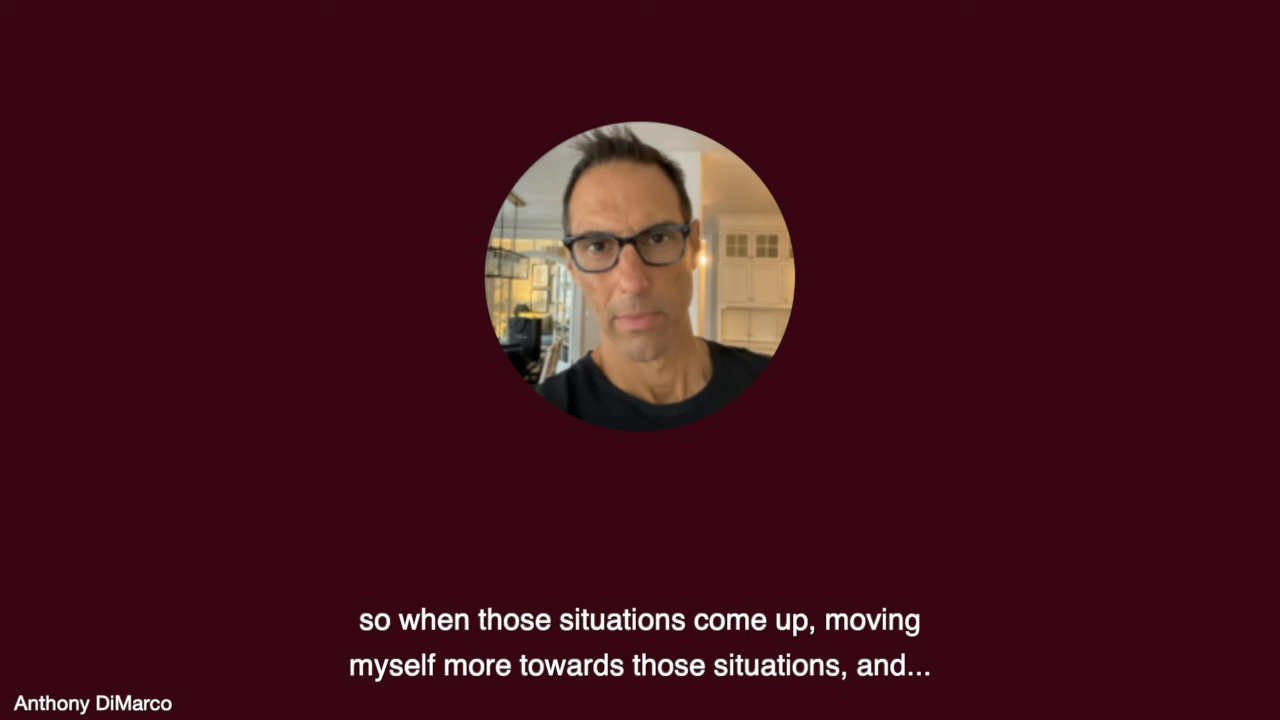 so when those situations come up, moving
myself more towards those situations, and...
Anthony DiMarco